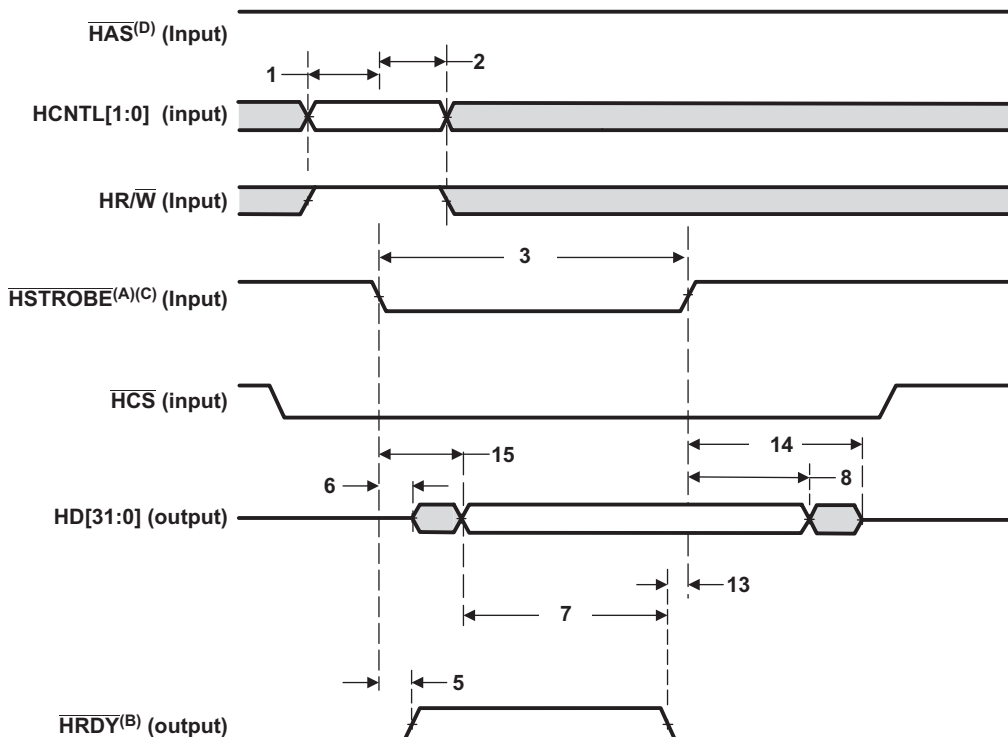 HAS(D) (Input)
1
2
HCNTL[1:0] (input)
HR/W (Input)
3
HSTROBE(A)(C) (Input)
HCS (input)
14
15
6
8
HD[31:0] (output)
13
7
5
HRDY(B) (output)